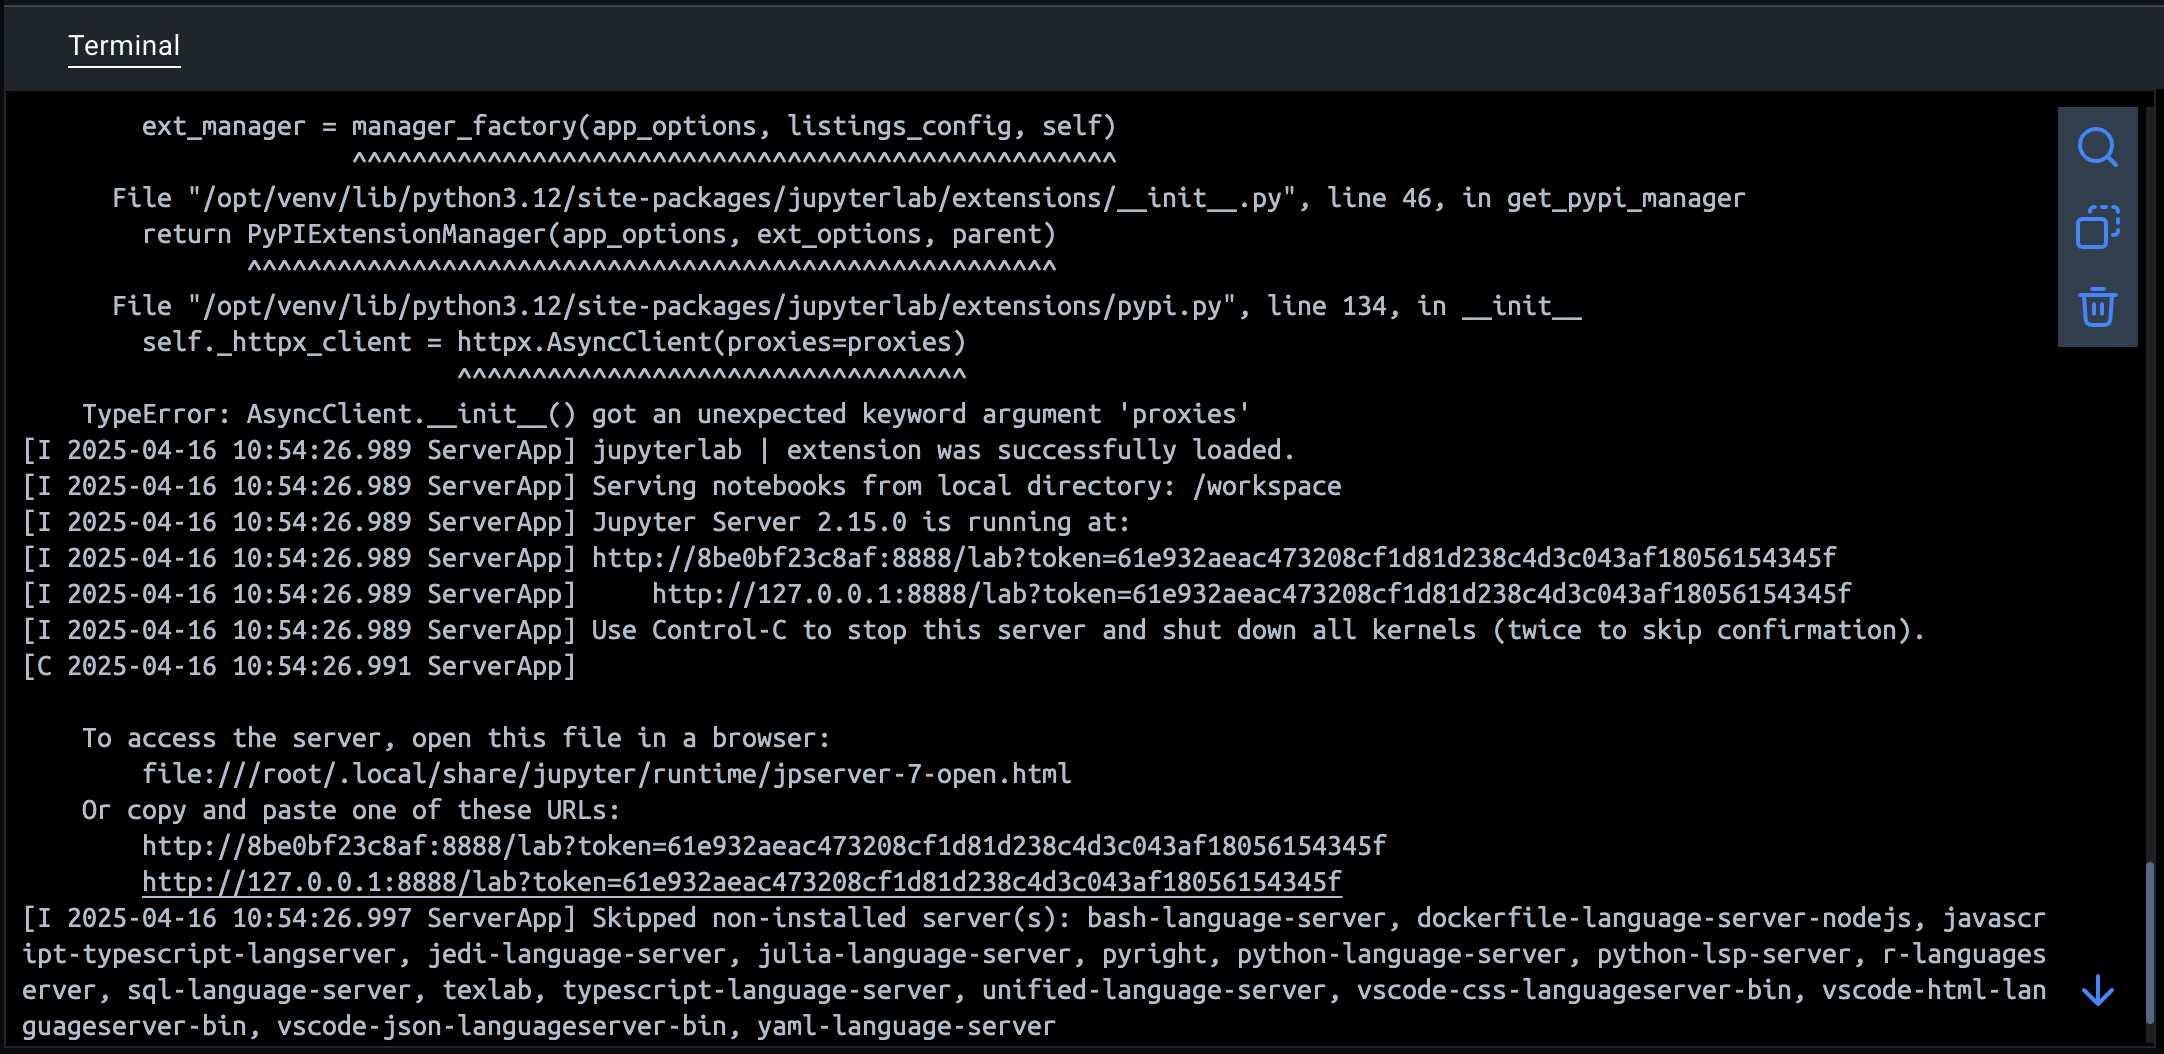 Terminal
ext_manager = manager_factory(app_options, listings_config, self)
^^^^^^^^^^^^^^^^^^^^^^^^^^^^^^^^^^^^^^^^^^^^^^^^^^^
File "/opt/venv/lib/python3.12/site-packages/jupyterlab/extensions/__init__.py", line 46, in get_pypi_manager
return PyPIExtensionManager(app_options, ext_options, parent)
^^^^^^^^^^^^^^^^^^^^^^^^^^^^^^^^^^^^^^^^^^^^^^^^^^^^^^
File "/opt/venv/lib/python3.12/site-packages/jupyterlab/extensions/pypi.py", line 134, in __init__
self._httpx_client = httpx.AsyncClient(proxies=proxies)
^^^^^^^^^^^^^^^^^^^^^^^^^^^^^^^^^^
TypeError: AsyncClient.__init__() got an unexpected keyword argument 'proxies'
[I 2025-04-16 10:54:26.989 ServerApp] jupyterlab | extension was successfully loaded.
[I 2025-04-16 10:54:26.989 ServerApp] Serving notebooks from local directory: /workspace
[I 2025-04-16 10:54:26.989 ServerApp] Jupyter Server 2.15.0 is running at:
[I 2025-04-16 10:54:26.989 ServerApp] http://8be0bf23c8af:8888/lab?token=61e932aeac473208cf1d81d238c4d3c043af18056154345f
[I 2025-04-16 10:54:26.989 ServerApp]     http://127.0.0.1:8888/lab?token=61e932aeac473208cf1d81d238c4d3c043af18056154345f
[I 2025-04-16 10:54:26.989 ServerApp] Use Control-C to stop this server and shut down all kernels (twice to skip confirmation).
[C 2025-04-16 10:54:26.991 ServerApp]
To access the server, open this file in a browser:
file:///root/.local/share/jupyter/runtime/jpserver-7-open.html
Or copy and paste one of these URLs:
http://8be0bf23c8af:8888/lab?token=61e932aeac473208cf1d81d238c4d3c043af18056154345f
http://127.0.0.1:8888/lab?token=61e932aeac473208cf1d81d238c4d3c043af18056154345f
[I 2025-04-16 10:54:26.997 ServerApp] Skipped non-installed server(s): bash-language-server, dockerfile-language-server-nodejs, javascr
ipt-typescript-langserver, jedi-language-server, julia-language-server, pyright, python-language-server, python-lsp-server, r-languages
erver, sql-language-server, texlab, typescript-language-server, unified-language-server, vscode-css-languageserver-bin, vscode-html-lan
guageserver-bin, vscode-json-languageserver-bin, yaml-language-server